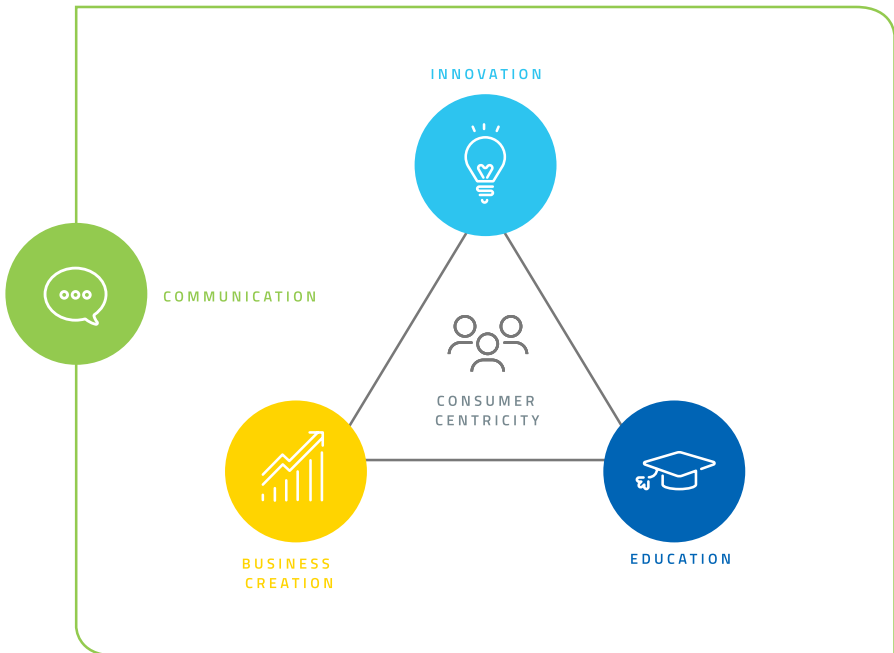 INNOVATION
COMMUNICATION
CONSUMER
CENTRICITY
BUSINESS
CREATION
EDUCATION